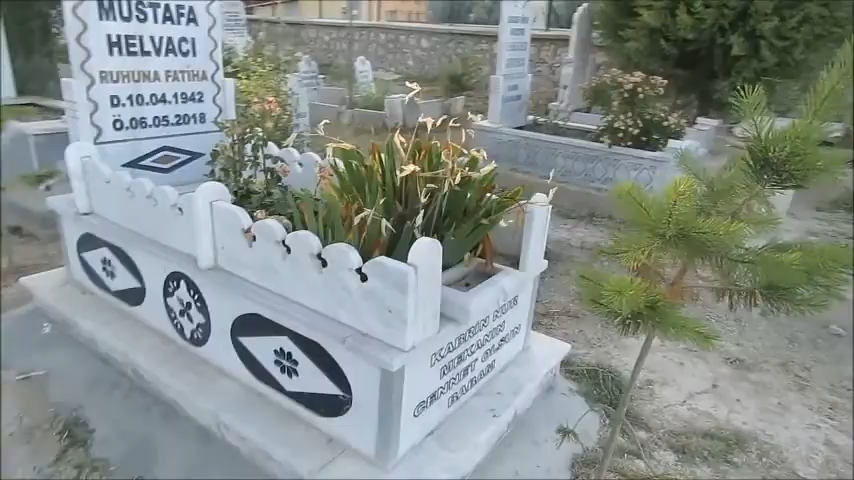 MUSTAFA
HELVACI
RUHUNA FATİHA
D.10.04.1942
Ö.06.05.2018
KABRİN NUR
MEKANIN
CENNET OLSUN
BABAM